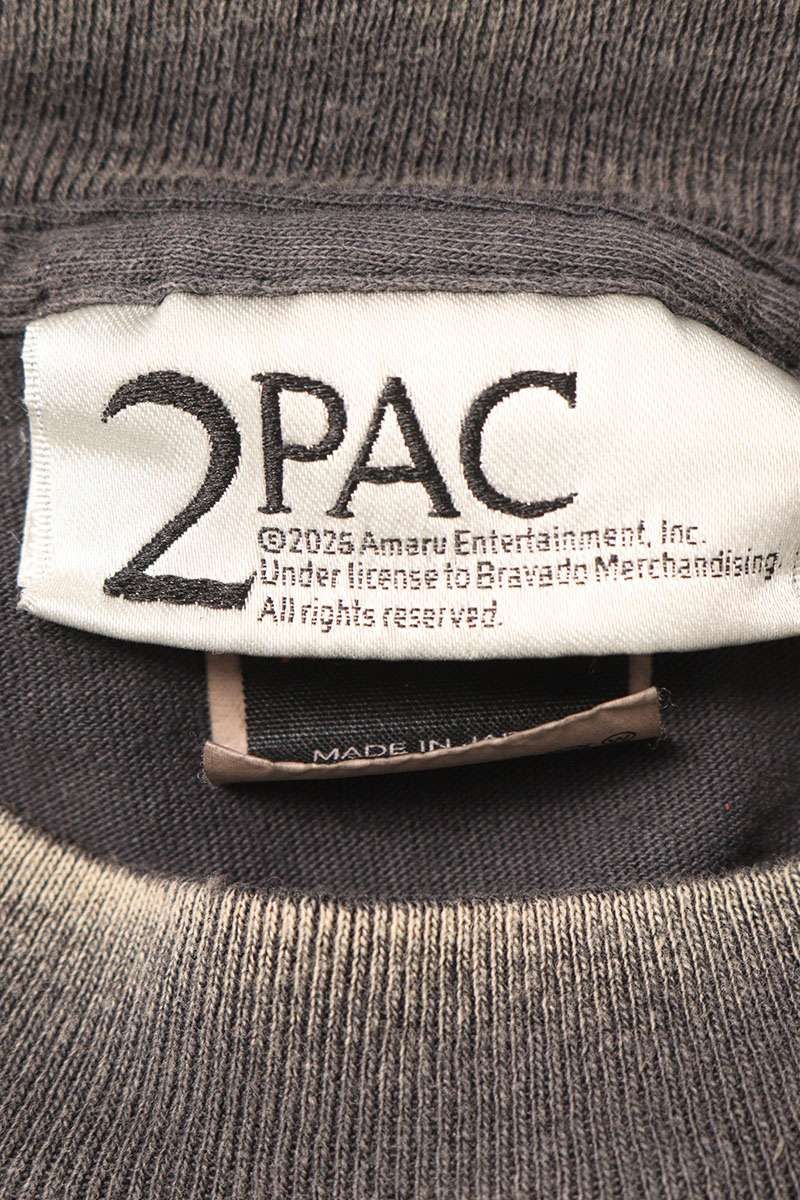 2PAC
©2025 Amaru Entertainment, Inc.
Under license to Bravado Merchandising
All rights reserved.
MADE IN